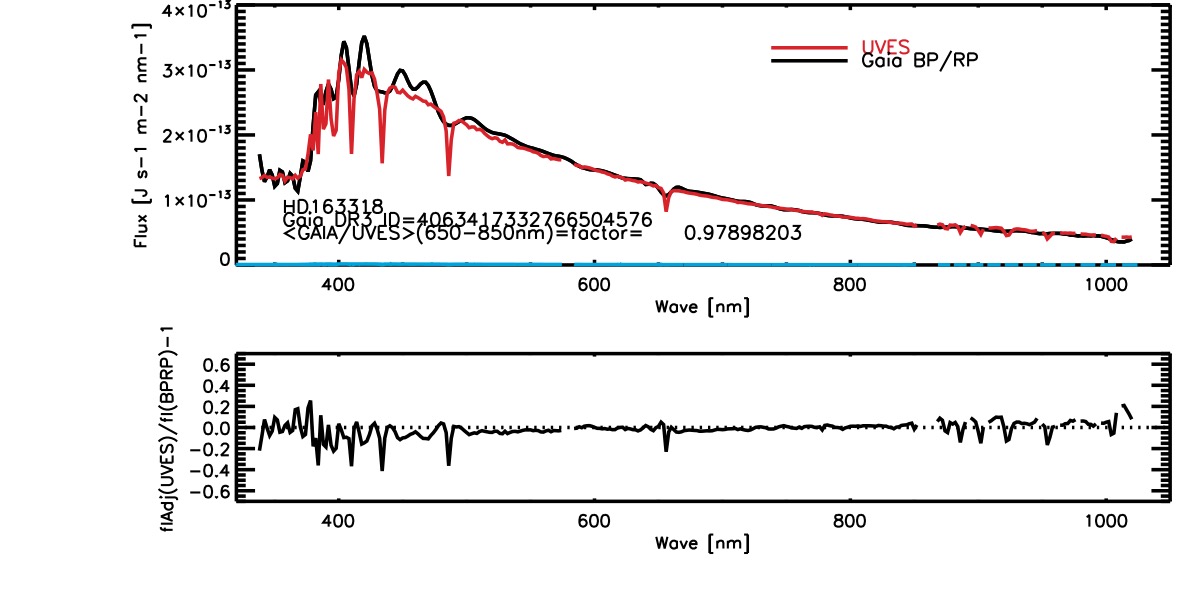 4×10−13
3×10−13
2×10−13
1×10−13
0
Flux [J s−1 m−2 nm−1]
UVES
Gaia BP/RP
HD163318
Gaia DR3 ID=4063417332766504576
<GAIA/UVES>(650−850nm)=factor= 0.97898203
400 600 800 1000
Wave [nm]
0.6
0.4
0.2
0.0
−0.2
−0.4
−0.6
flAdj(UVES)/fl(BPRP)−1
400 600 800 1000
Wave [nm]